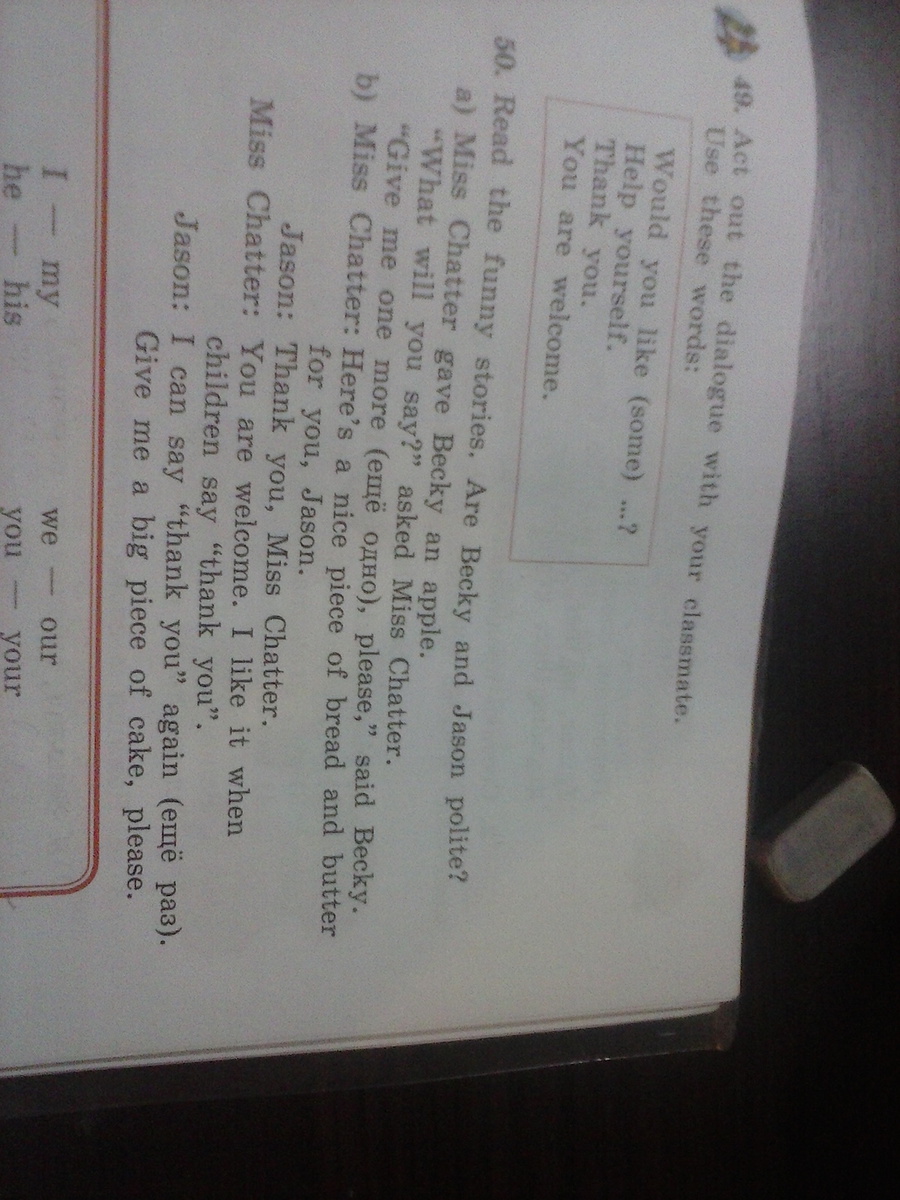 49. Act out the dialogue with your classmate.
Use these words:
Would you like (some) ...?
Help yourself.
Thank you.
You are welcome.
50. Read the funny stories. Are Becky and Jason polite?
a) Miss Chatter gave Becky an apple.
“What will you say?” asked Miss Chatter.
“Give me one more (ещё одно), please,” said Becky.
b) Miss Chatter: Here’s a nice piece of bread and butter
for you, Jason.
Jason: Thank you, Miss Chatter.
Miss Chatter: You are welcome. I like it when
children say “thank you”.
Jason: I can say “thank you” again (ещё раз).
Give me a big piece of cake, please.
I — my we — our
he — his you — your